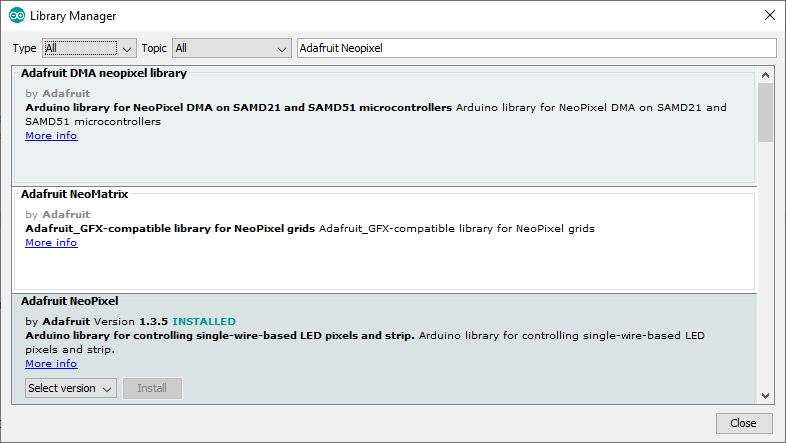 Library Manager
Type All Topic All Adafruit Neopixel
Adafruit DMA neopixel library
by Adafruit
Arduino library for NeoPixel DMA on SAMD21 and SAMD51 microcontrollers Arduino library for NeoPixel DMA on SAMD21 and
SAMD51 microcontrollers
More info
Adafruit NeoMatrix
by Adafruit
Adafruit_GFX-compatible library for NeoPixel grids Adafruit_GFX-compatible library for NeoPixel grids
More info
Adafruit NeoPixel
by Adafruit Version 1.3.5 INSTALLED
Arduino library for controlling single-wire-based LED pixels and strip. Arduino library for controlling single-wire-based LED
pixels and strip.
More info
Select version Install
Close